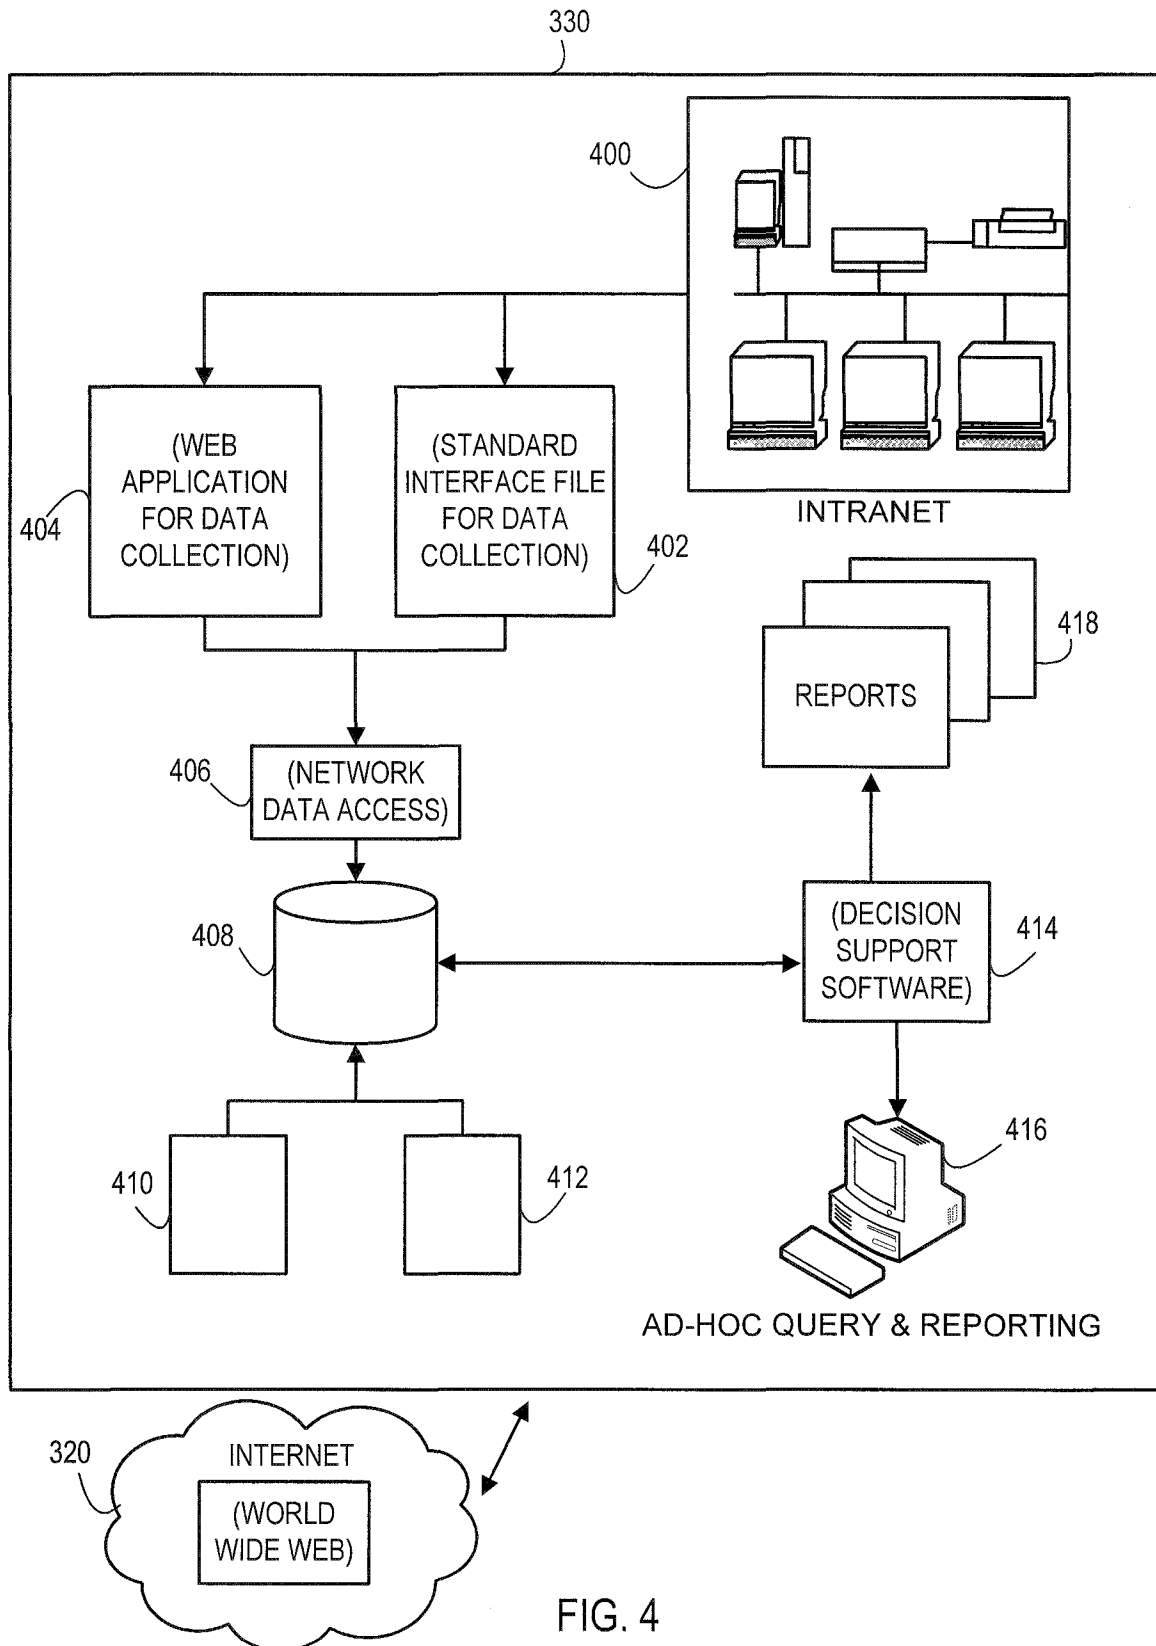 330
400
(WEB
APPLICATION
FOR DATA
COLLECTION)
404
(STANDARD
INTERFACE FILE
FOR DATA
COLLECTION)
402
INTRANET
REPORTS
418
406
(NETWORK
DATA ACCESS)
408
(DECISION
SUPPORT
SOFTWARE)
414
410
412
416
AD-HOC QUERY & REPORTING
320
INTERNET
(WORLD
WIDE WEB)
FIG. 4